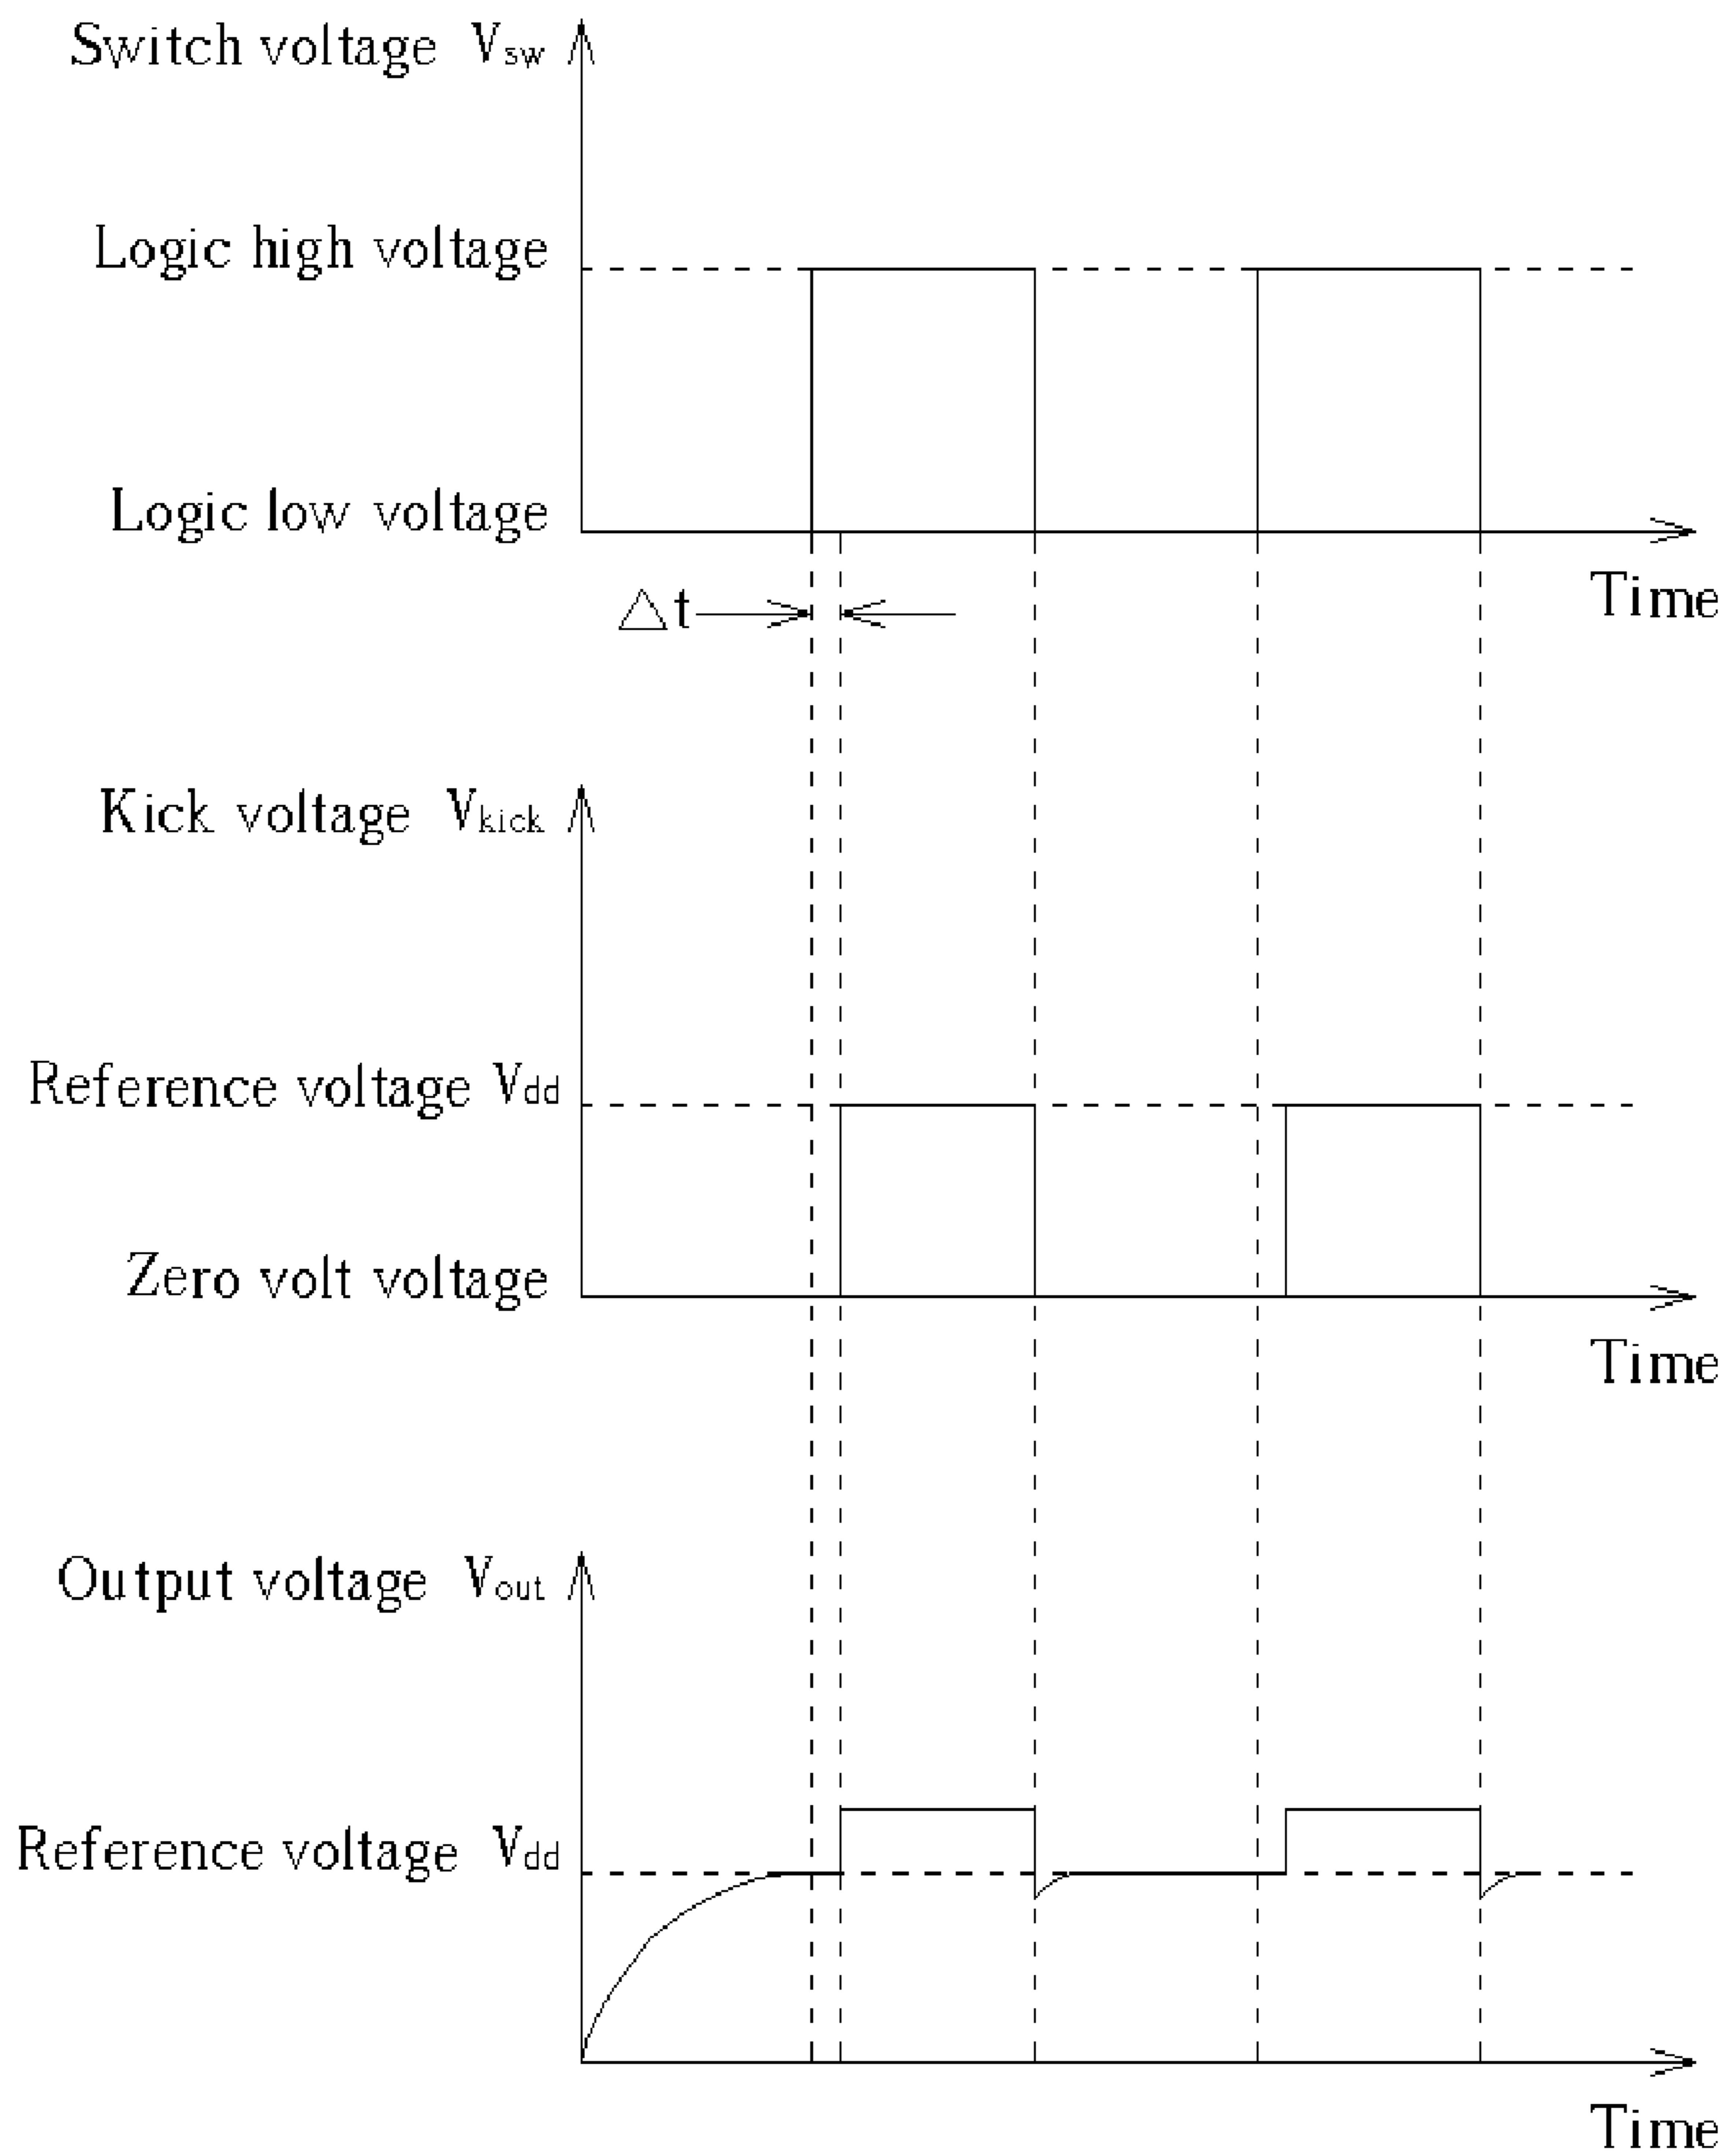 Switch voltage Vsw
Logic high voltage
Logic low voltage
Time
△t
Kick voltage Vkick
Reference voltage Vdd
Zero volt voltage
Time
Output voltage Vout
Reference voltage Vdd
Time